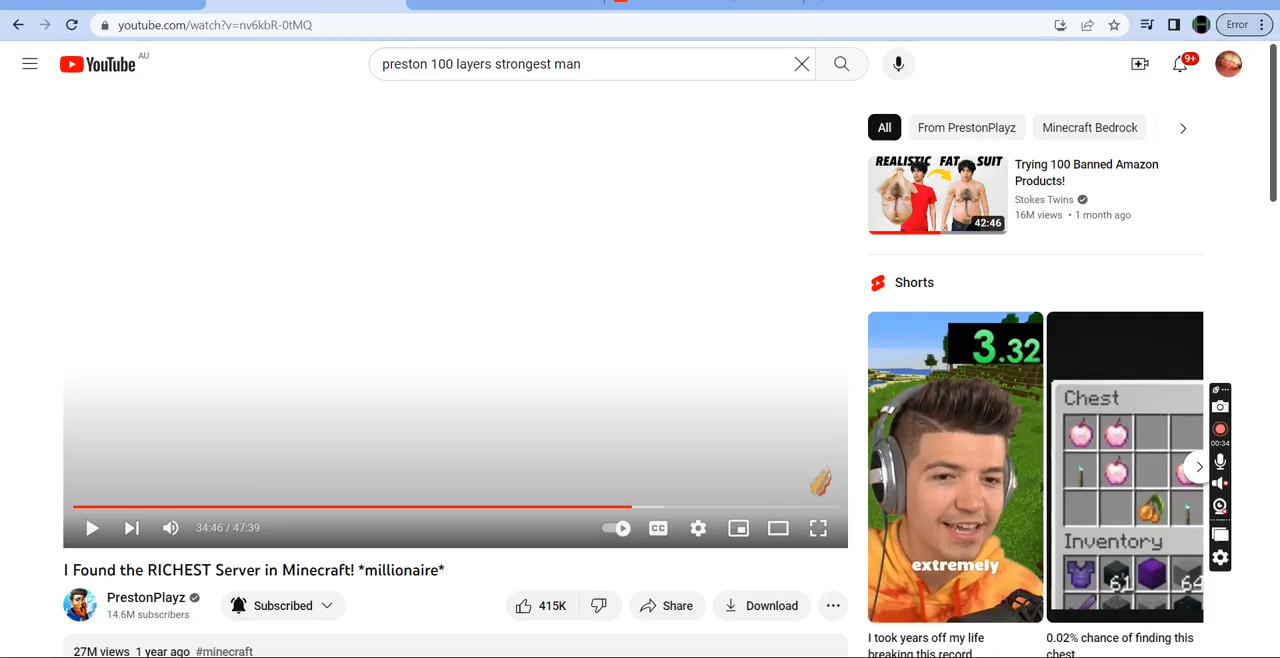 youtube.com/watch?v=nv6kbR-0tMQ
Error
YouTube AU
preston 100 layers strongest man
9+
All
From PrestonPlayz
Minecraft Bedrock
REALISTIC FAT SUIT
42:46
Trying 100 Banned Amazon
Products!
Stokes Twins
16M views • 1 month ago
Shorts
3.32
extremely
I took years off my life
breaking this record
Chest
Inventory
61
64
0.02% chance of finding this
chest
00:34
34:46 / 47:39
CC
I Found the RICHEST Server in Minecraft! *millionaire*
PrestonPlayz
14.6M subscribers
Subscribed
415K
Share
Download
27M views 1 year ago #minecraft